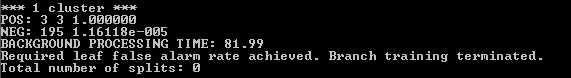 *** 1 cluster ***
POS: 3 3 1.000000
NEG: 195 1.16118e-005
BACKGROUND PROCESSING TIME: 81.99
Required leaf false alarm rate achieved. Branch training terminated.
Total number of splits: 0